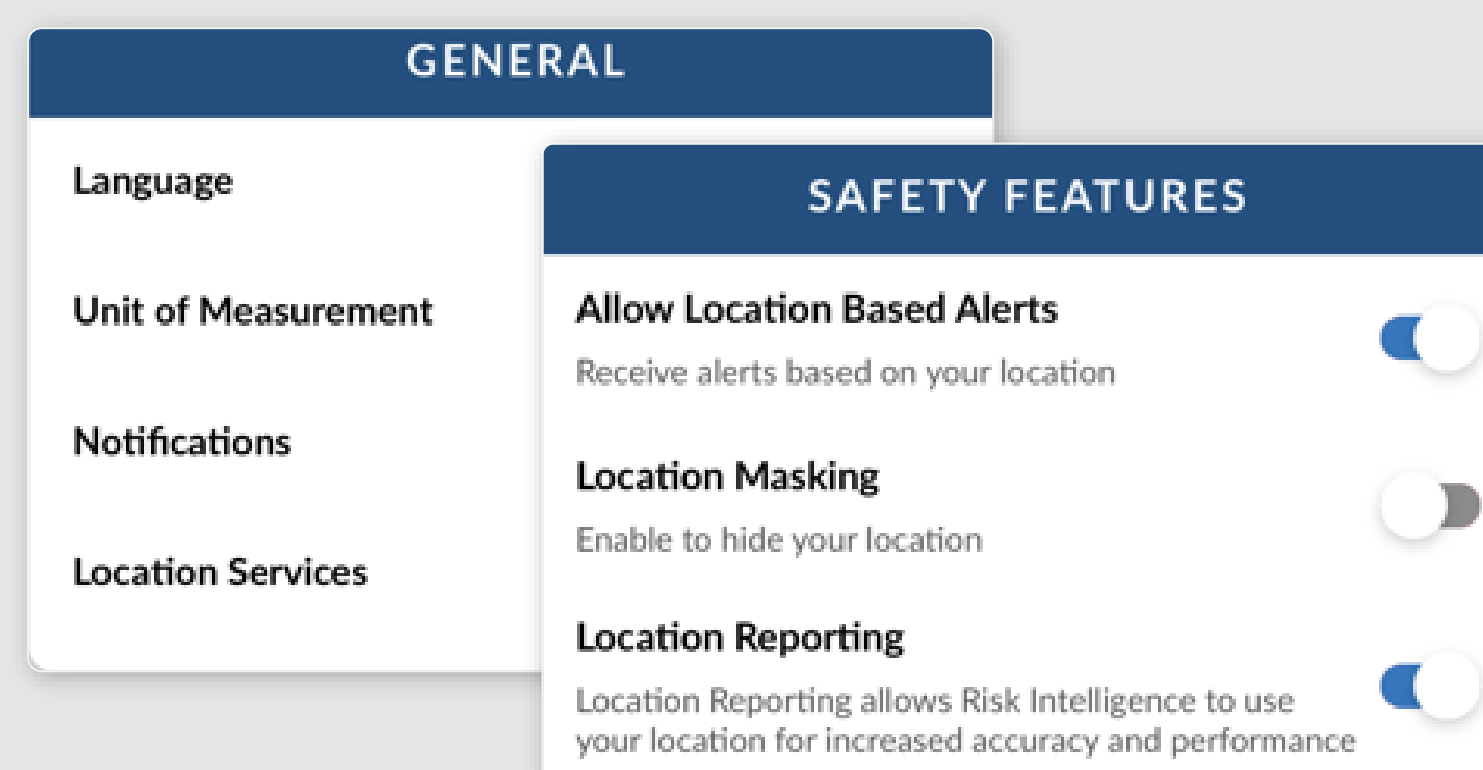 GENERAL
Language
Unit of Measurement
Notifications
Location Services
SAFETY FEATURES
Allow Location Based Alerts
Receive alerts based on your location
Location Masking
Enable to hide your location
Location Reporting
Location Reporting allows Risk Intelligence to use
your location for increased accuracy and performance